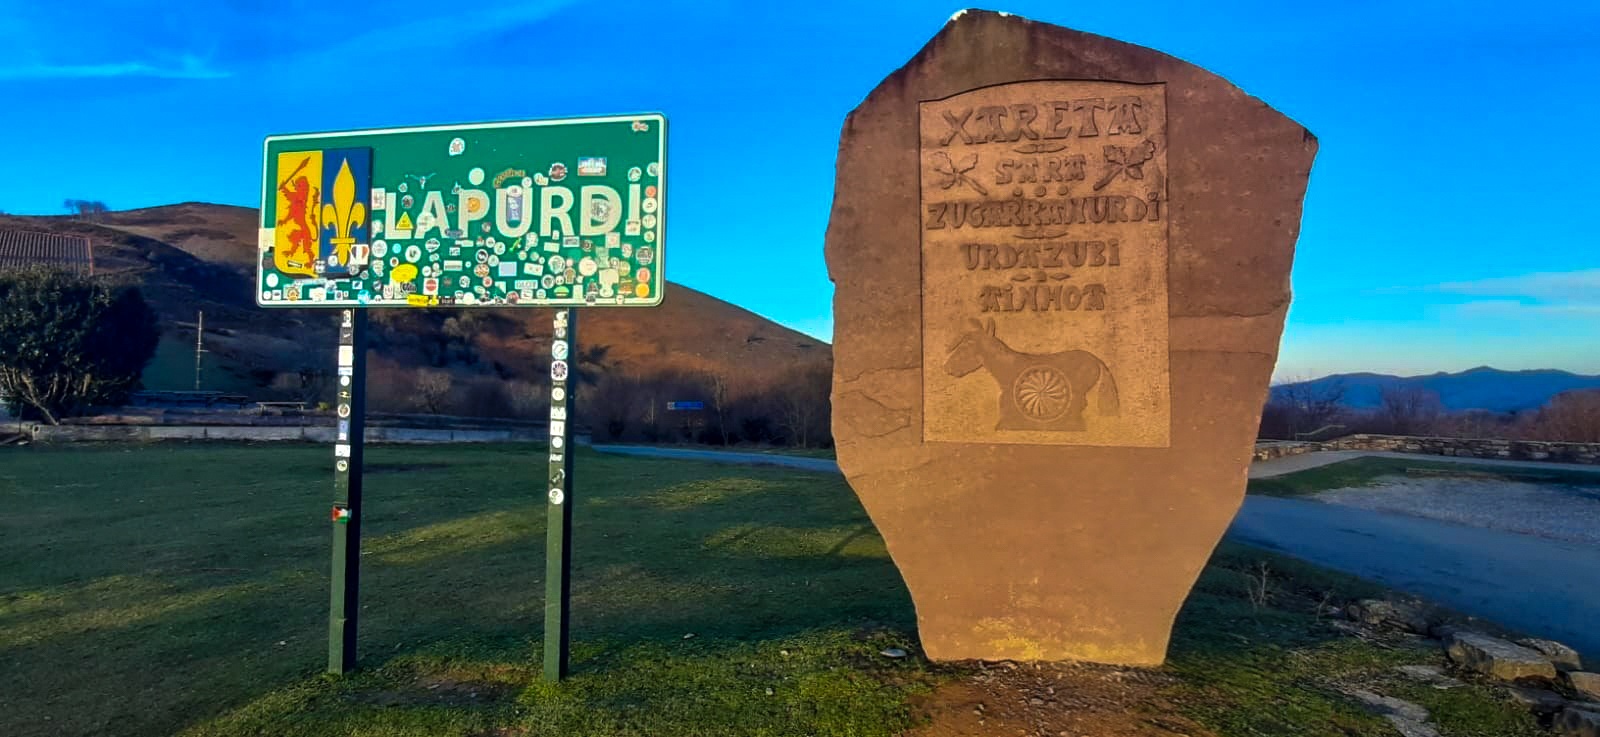 LAPURDI
XARETA
SARA
ZUGARRAMURDI
URDAZUBI
AINHOA